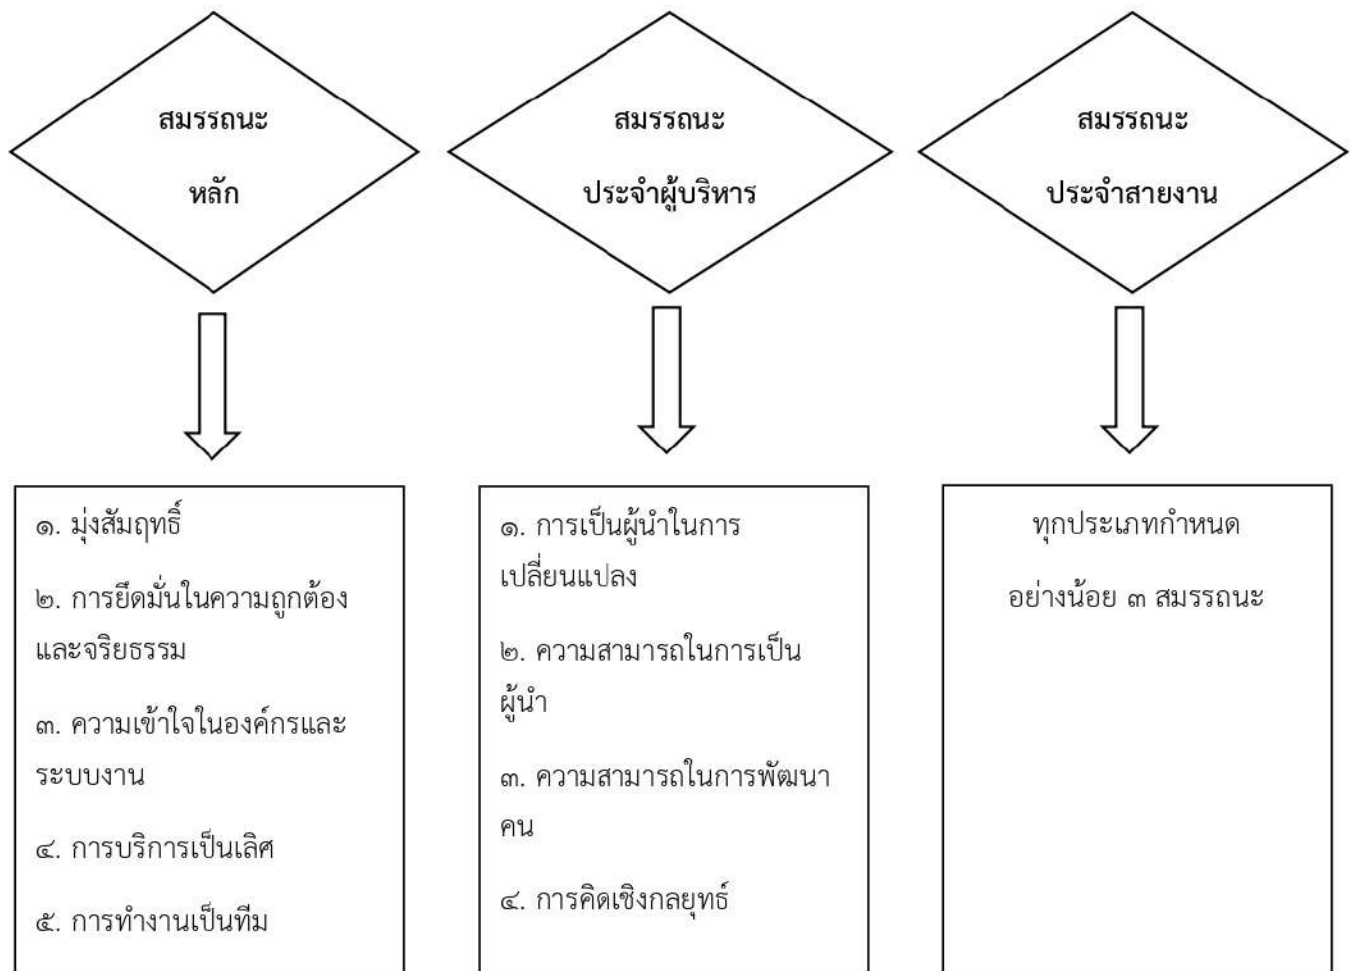 สมรรถนะ
หลัก
สมรรถนะ
ประจำผู้บริหาร
สมรรถนะ
ประจำสายงาน
๑. มุ่งสัมฤทธิ์
๒. การยึดมั่นในความถูกต้อง
และจริยธรรม
๓. ความเข้าใจในองค์กรและ
ระบบงาน
๔. การบริการเป็นเลิศ
๕. การทำงานเป็นทีม
๑. การเป็นผู้นำในการ
เปลี่ยนแปลง
๒. ความสามารถในการเป็น
ผู้นำ
๓. ความสามารถในการพัฒนา
คน
๔. การคิดเชิงกลยุทธ์
ทุกประเภทกำหนด
อย่างน้อย ๓ สมรรถนะ